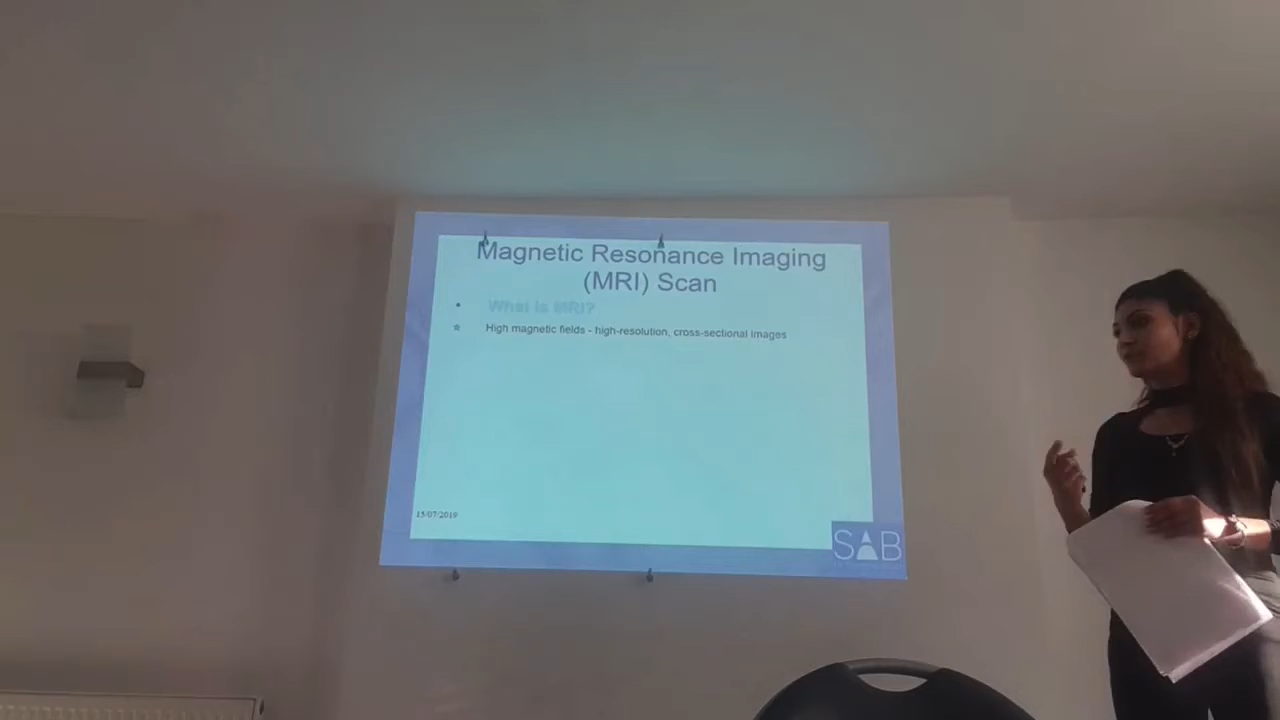 Magnetic Resonance Imaging
(MRI) Scan
What is MRI?
High magnetic fields - high-resolution, cross-sectional images
15/07/2019
SAB